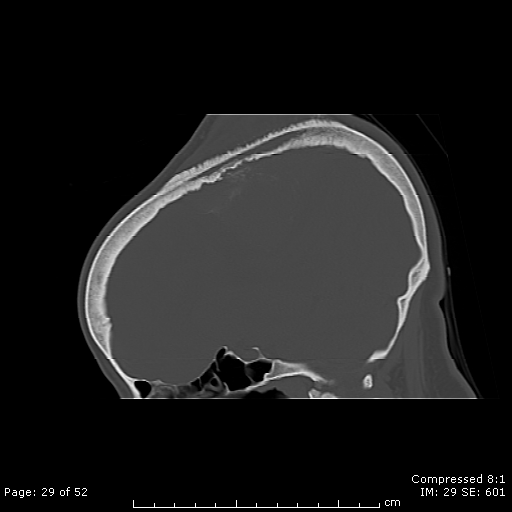 Compressed 8:1
Page: 29 of 52
IM: 29 SE: 601
cm